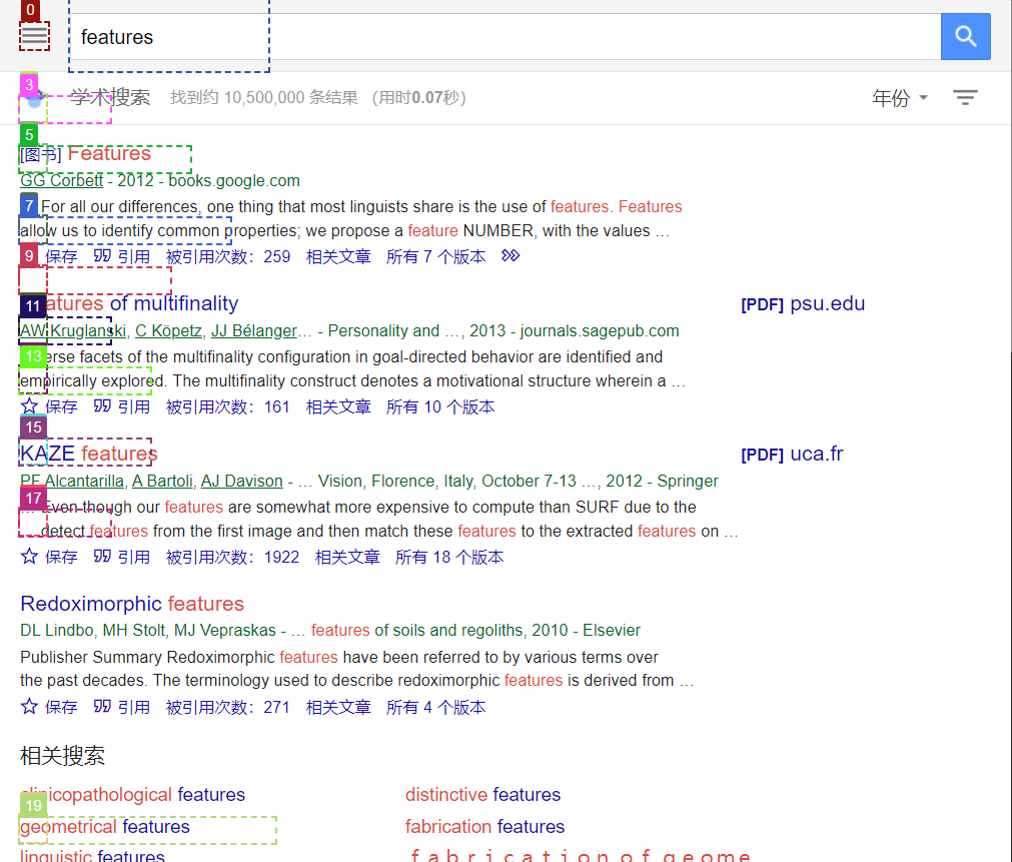 0
features
3
学术搜索 找到约 10,500,000 条结果 (用时0.07秒) 年份
5
[图书] Features
GG Corbett - 2012 - books.google.com
7 For all our differences, one thing that most linguists share is the use of features. Features
allow us to identify common properties; we propose a feature NUMBER, with the values …
9 保存 引用 被引用次数：259 相关文章 所有 7 个版本
11 atures of multifinality [PDF] psu.edu
AW Kruglanski, C Köpetz, JJ Bélanger… - Personality and …, 2013 - journals.sagepub.com
13 erse facets of the multifinality configuration in goal-directed behavior are identified and
empirically explored. The multifinality construct denotes a motivational structure wherein a …
保存 引用 被引用次数：161 相关文章 所有 10 个版本
15
KAZE features [PDF] uca.fr
PF Alcantarilla, A Bartoli, AJ Davison - … Vision, Florence, Italy, October 7-13 …, 2012 - Springer
17 … Even though our features are somewhat more expensive to compute than SURF due to the
detect features from the first image and then match these features to the extracted features on …
保存 引用 被引用次数：1922 相关文章 所有 18 个版本
Redoximorphic features
DL Lindbo, MH Stolt, MJ Vepraskas - … features of soils and regoliths, 2010 - Elsevier
Publisher Summary Redoximorphic features have been referred to by various terms over
the past decades. The terminology used to describe redoximorphic features is derived from …
保存 引用 被引用次数：271 相关文章 所有 4 个版本
相关搜索
clinicopathological features distinctive features
19
geometrical features fabrication features
linguistic features fabricationofgeome